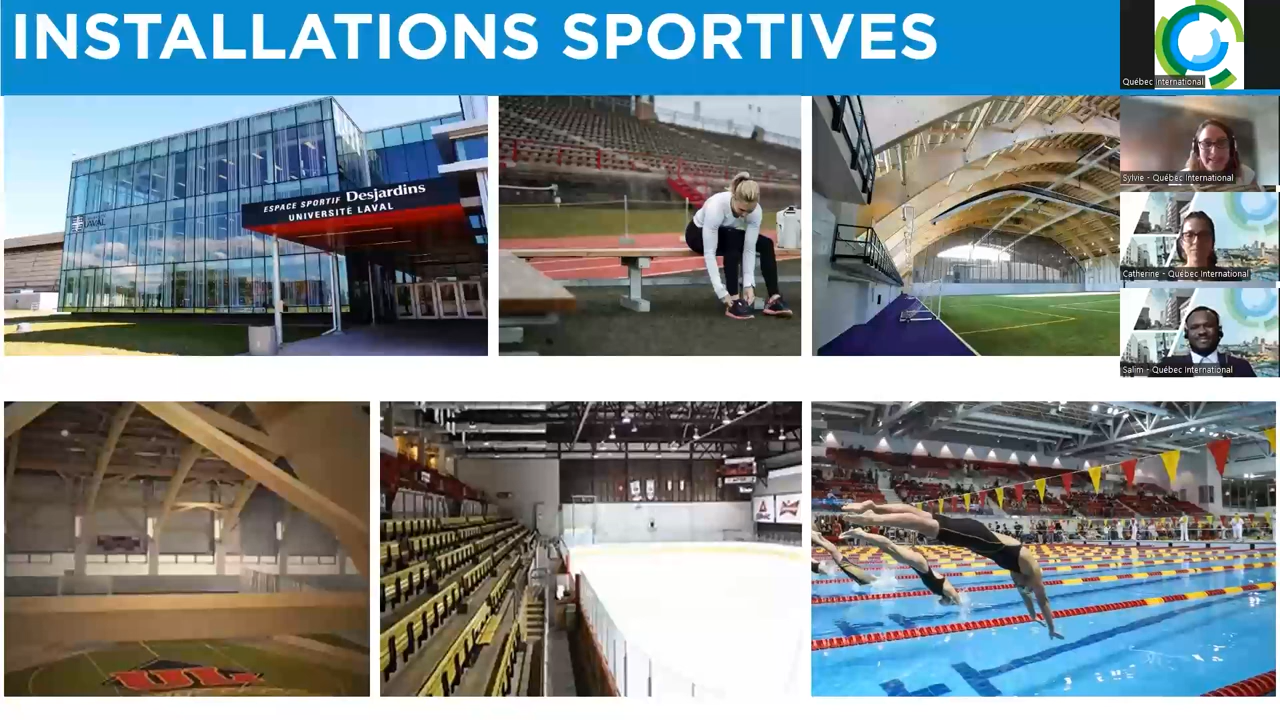 INSTALLATIONS SPORTIVES
ESPACE SPORTIF Desjardins
UNIVERSITÉ LAVAL
LAVAL
UL
Québec International
Sylvie - Québec International
Catherine - Québec International
Salim - Québec International